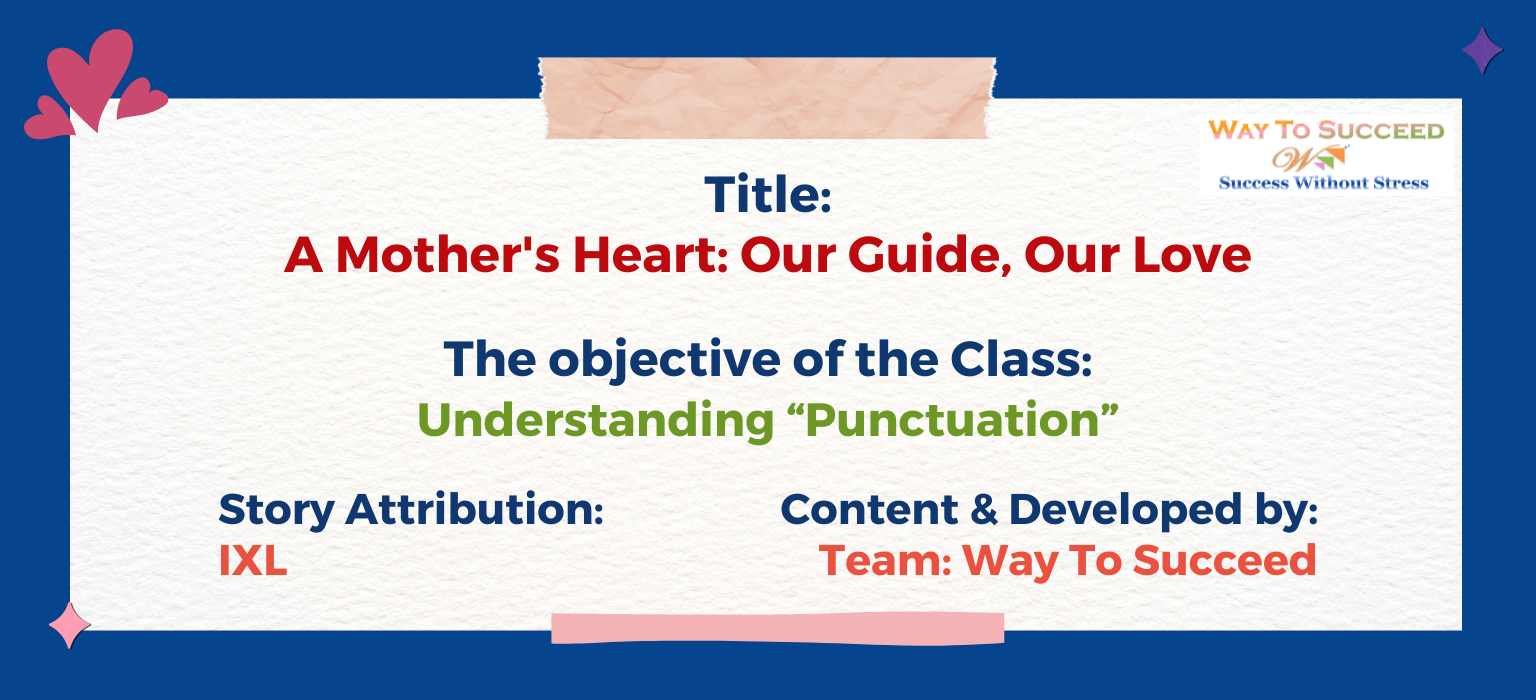 WAY TO SUCCEED
W
Success Without Stress
Title:
A Mother's Heart: Our Guide, Our Love
The objective of the Class:
Understanding “Punctuation”
Story Attribution:
IXL
Content & Developed by:
Team: Way To Succeed